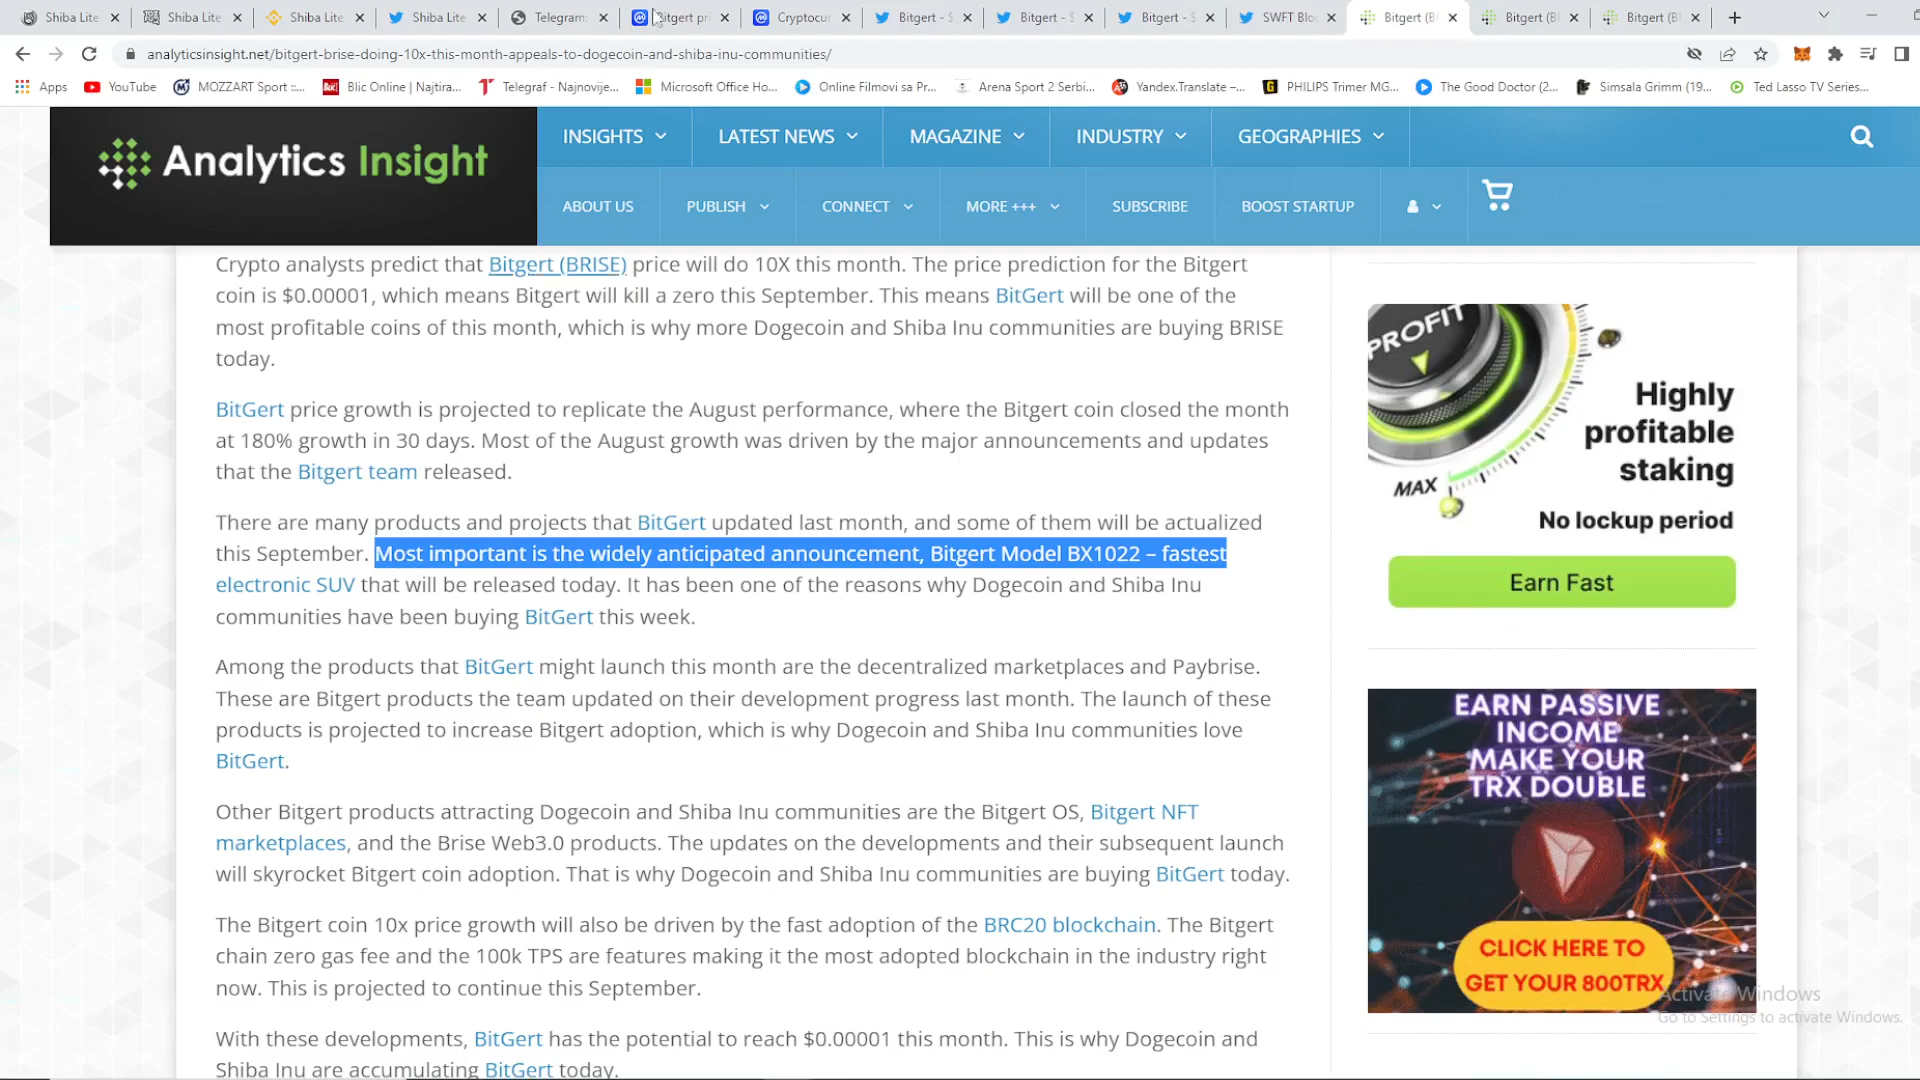 Shiba Lite
Shiba Lite
Shiba Lite
Shiba Lite
Telegram:
Bitgert pri
Cryptocur
Bitgert - S
Bitgert - S
Bitgert - S
SWFT Bloc
Bitgert (B
Bitgert (B
Bitgert (B
analyticsinsight.net/bitgert-brise-doing-10x-this-month-appeals-to-dogecoin-and-shiba-inu-communities/
Apps
YouTube
MOZZART Sport ::...
Blic Online | Najtira...
Telegraf - Najnovije...
Microsoft Office Ho...
Online Filmovi sa Pr...
Arena Sport 2 Serbi...
Yandex.Translate –...
PHILIPS Trimer MG...
The Good Doctor (2...
Simsala Grimm (19...
Ted Lasso TV Series...
Analytics Insight
INSIGHTS
LATEST NEWS
MAGAZINE
INDUSTRY
GEOGRAPHIES
ABOUT US
PUBLISH
CONNECT
MORE +++
SUBSCRIBE
BOOST STARTUP
Crypto analysts predict that Bitgert (BRISE) price will do 10X this month. The price prediction for the Bitgert
coin is $0.00001, which means Bitgert will kill a zero this September. This means BitGert will be one of the
most profitable coins of this month, which is why more Dogecoin and Shiba Inu communities are buying BRISE
today.
BitGert price growth is projected to replicate the August performance, where the Bitgert coin closed the month
at 180% growth in 30 days. Most of the August growth was driven by the major announcements and updates
that the Bitgert team released.
There are many products and projects that BitGert updated last month, and some of them will be actualized
this September. Most important is the widely anticipated announcement, Bitgert Model BX1022 – fastest
electronic SUV that will be released today. It has been one of the reasons why Dogecoin and Shiba Inu
communities have been buying BitGert this week.
Among the products that BitGert might launch this month are the decentralized marketplaces and Paybrise.
These are Bitgert products the team updated on their development progress last month. The launch of these
products is projected to increase Bitgert adoption, which is why Dogecoin and Shiba Inu communities love
BitGert.
Other Bitgert products attracting Dogecoin and Shiba Inu communities are the Bitgert OS, Bitgert NFT
marketplaces, and the Brise Web3.0 products. The updates on the developments and their subsequent launch
will skyrocket Bitgert coin adoption. That is why Dogecoin and Shiba Inu communities are buying BitGert today.
The Bitgert coin 10x price growth will also be driven by the fast adoption of the BRC20 blockchain. The Bitgert
chain zero gas fee and the 100k TPS are features making it the most adopted blockchain in the industry right
now. This is projected to continue this September.
With these developments, BitGert has the potential to reach $0.00001 this month. This is why Dogecoin and
Shiba Inu are accumulating BitGert today.
PROFIT
MAX
Highly
profitable
staking
No lockup period
Earn Fast
EARN PASSIVE
INCOME
MAKE YOUR
TRX DOUBLE
CLICK HERE TO
GET YOUR 800TRX
Activate Windows
Go to Settings to activate Windows.